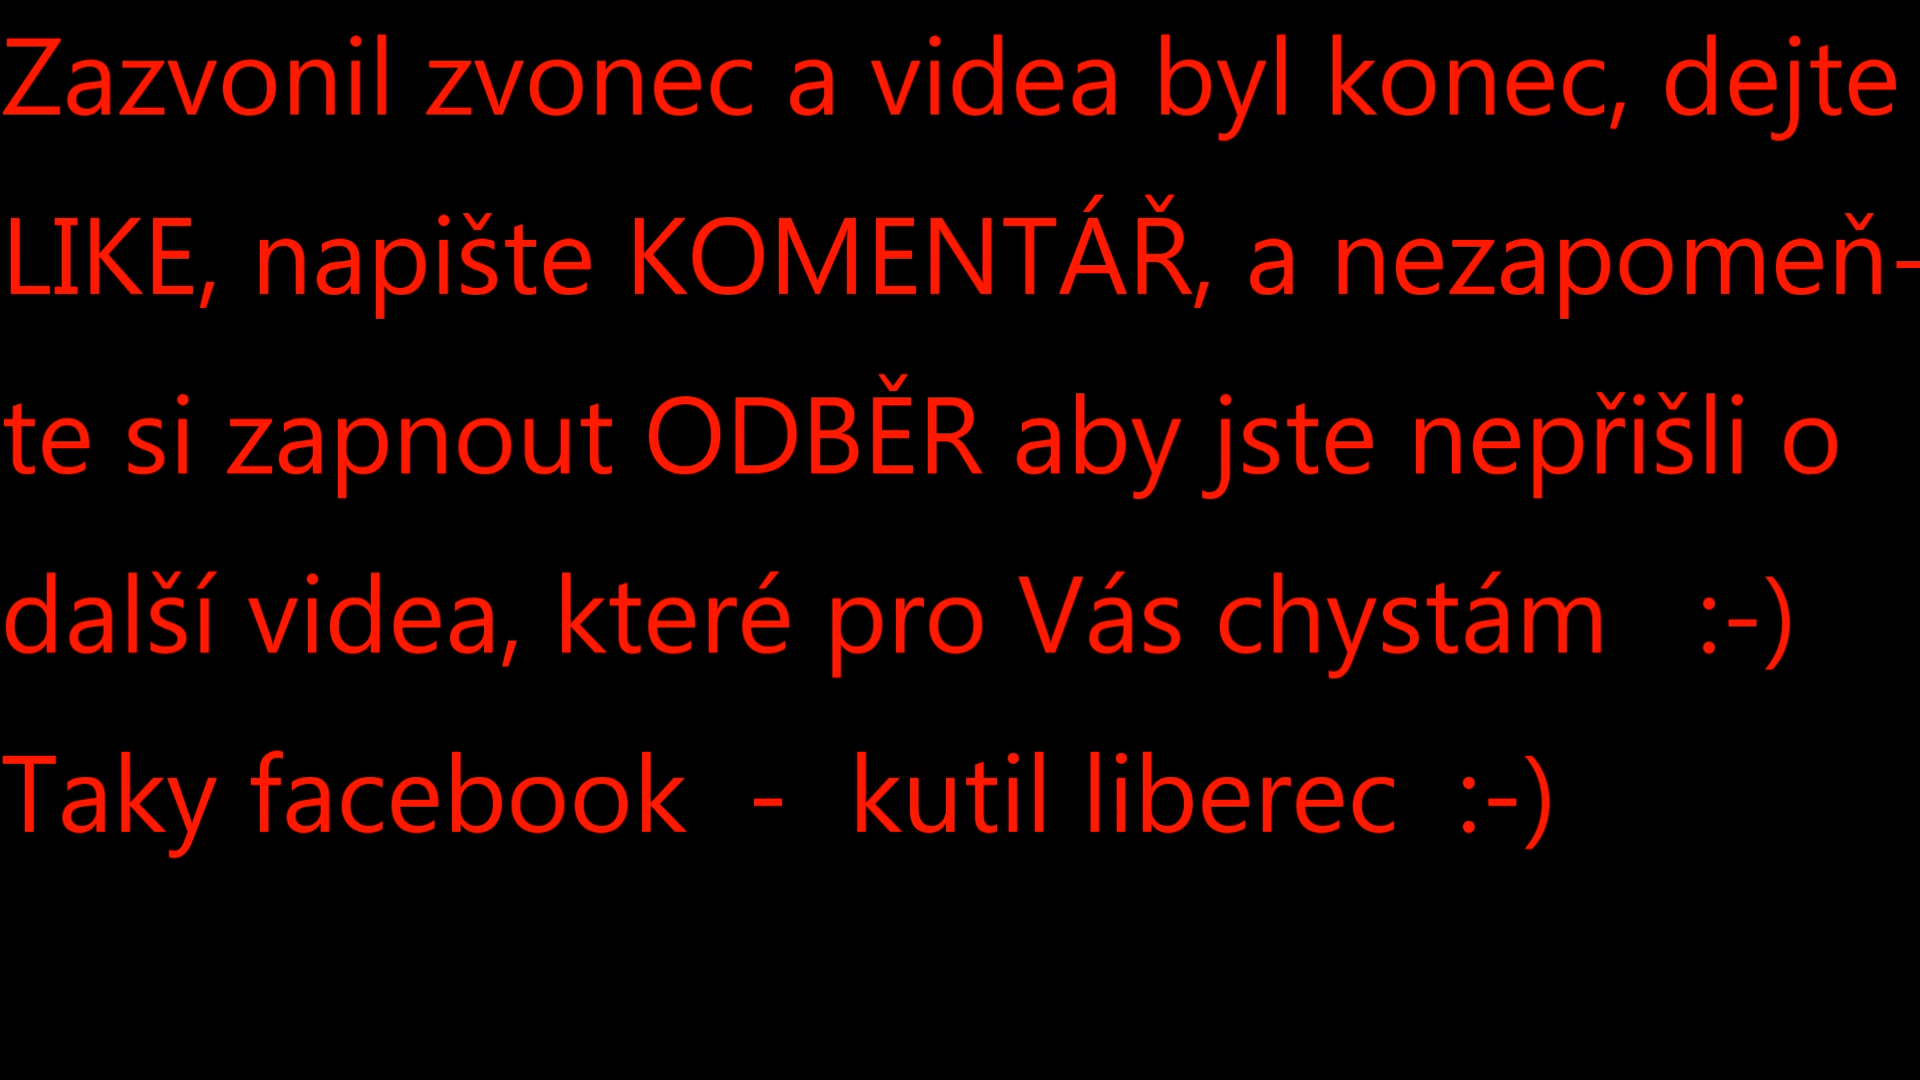 Zazvonil zvonec a videa byl konec, dejte
LIKE, napište KOMENTÁŘ, a nezapomeň-
te si zapnout ODBĚR aby jste nepřišli o
další videa, které pro Vás chystám   :-)
Taky facebook  -  kutil liberec  :-)